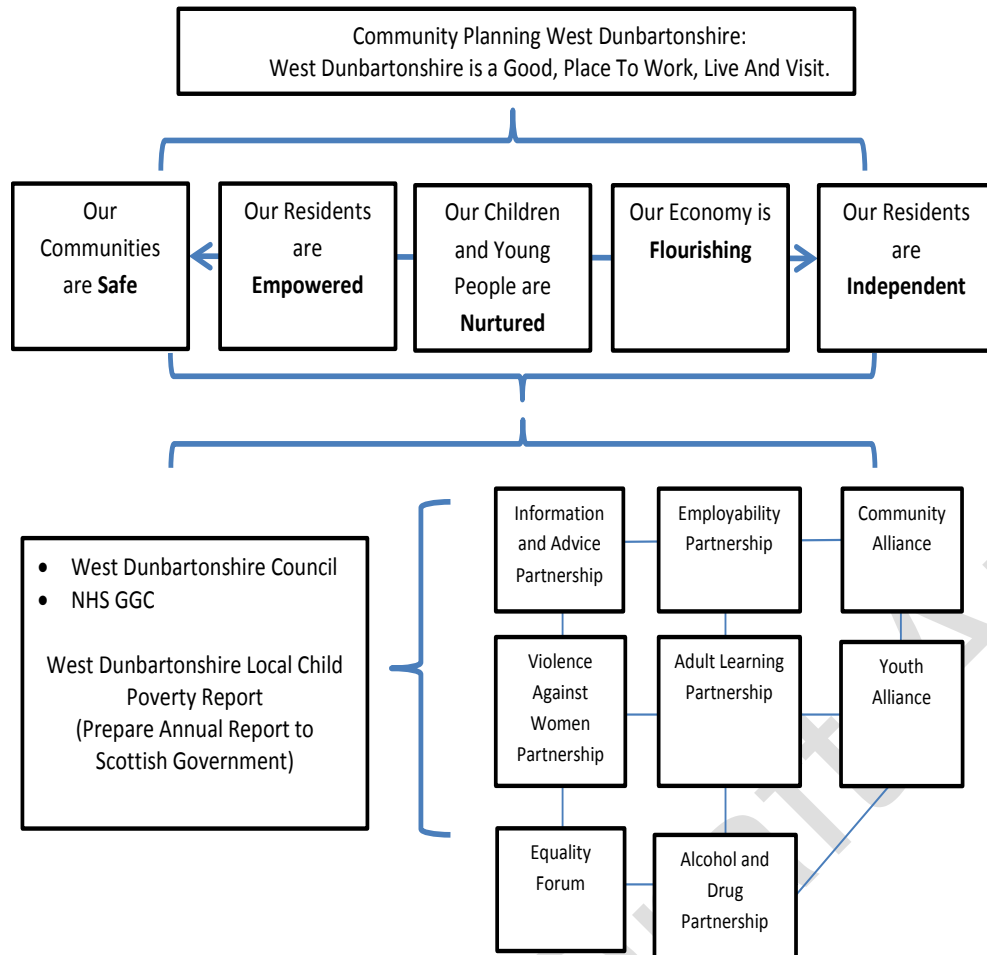 Community Planning West Dunbartonshire:
West Dunbartonshire is a Good, Place To Work, Live And Visit.
Our
Communities
are Safe
Our Residents
are
Empowered
Our Children
and Young
People are
Nurtured
Our Economy is
Flourishing
Our Residents
are
Independent
• West Dunbartonshire Council
• NHS GGC
West Dunbartonshire Local Child
Poverty Report
(Prepare Annual Report to
Scottish Government)
Information
and Advice
Partnership
Employability
Partnership
Community
Alliance
Violence
Against
Women
Partnership
Adult Learning
Partnership
Youth
Alliance
Equality
Forum
Alcohol and
Drug
Partnership